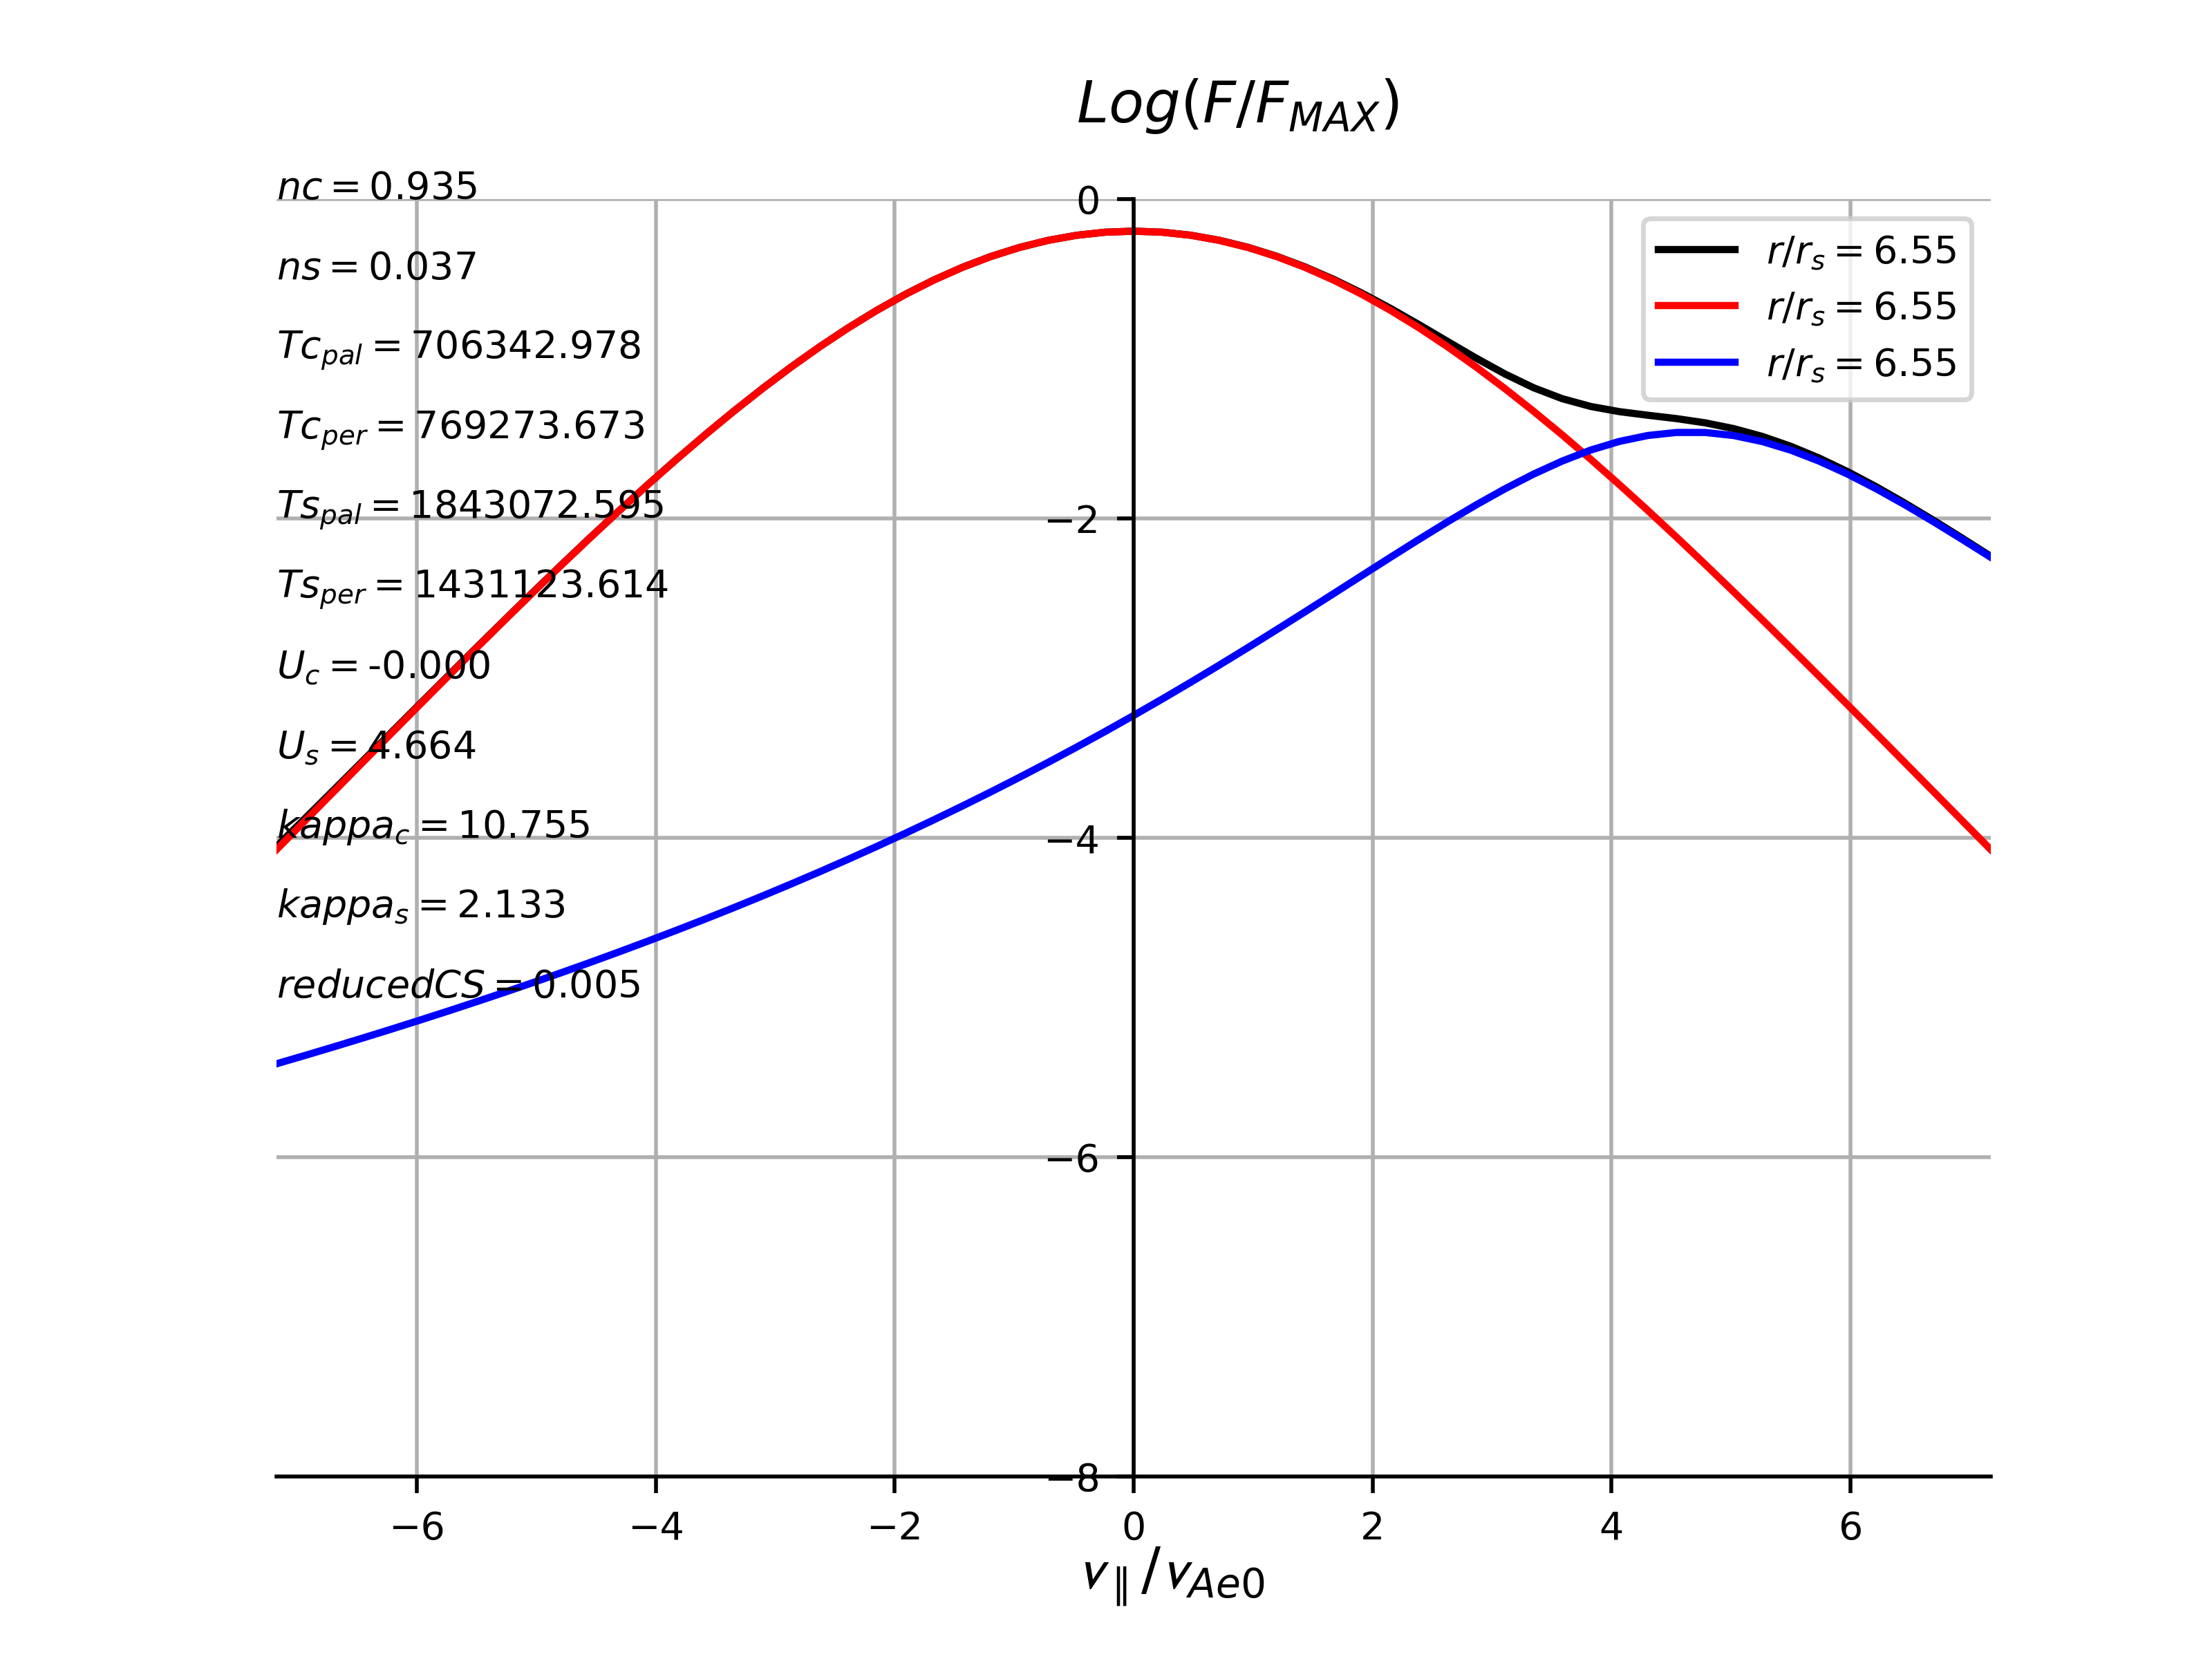 Log(F/F_MAX)
nc = 0.935
ns = 0.037
Tc_pal = 706342.978
Tc_per = 769273.673
Ts_pal = 1843072.595
Ts_per = 1431123.614
U_c = -0.000
U_s = 4.664
kappa_c = 10.755
kappa_s = 2.133
reducedCS = 0.005
0
−2
−4
−6
−8
r/r_s = 6.55
r/r_s = 6.55
r/r_s = 6.55
−6 −4 −2 0 2 4 6
v_∥/v_Ae0